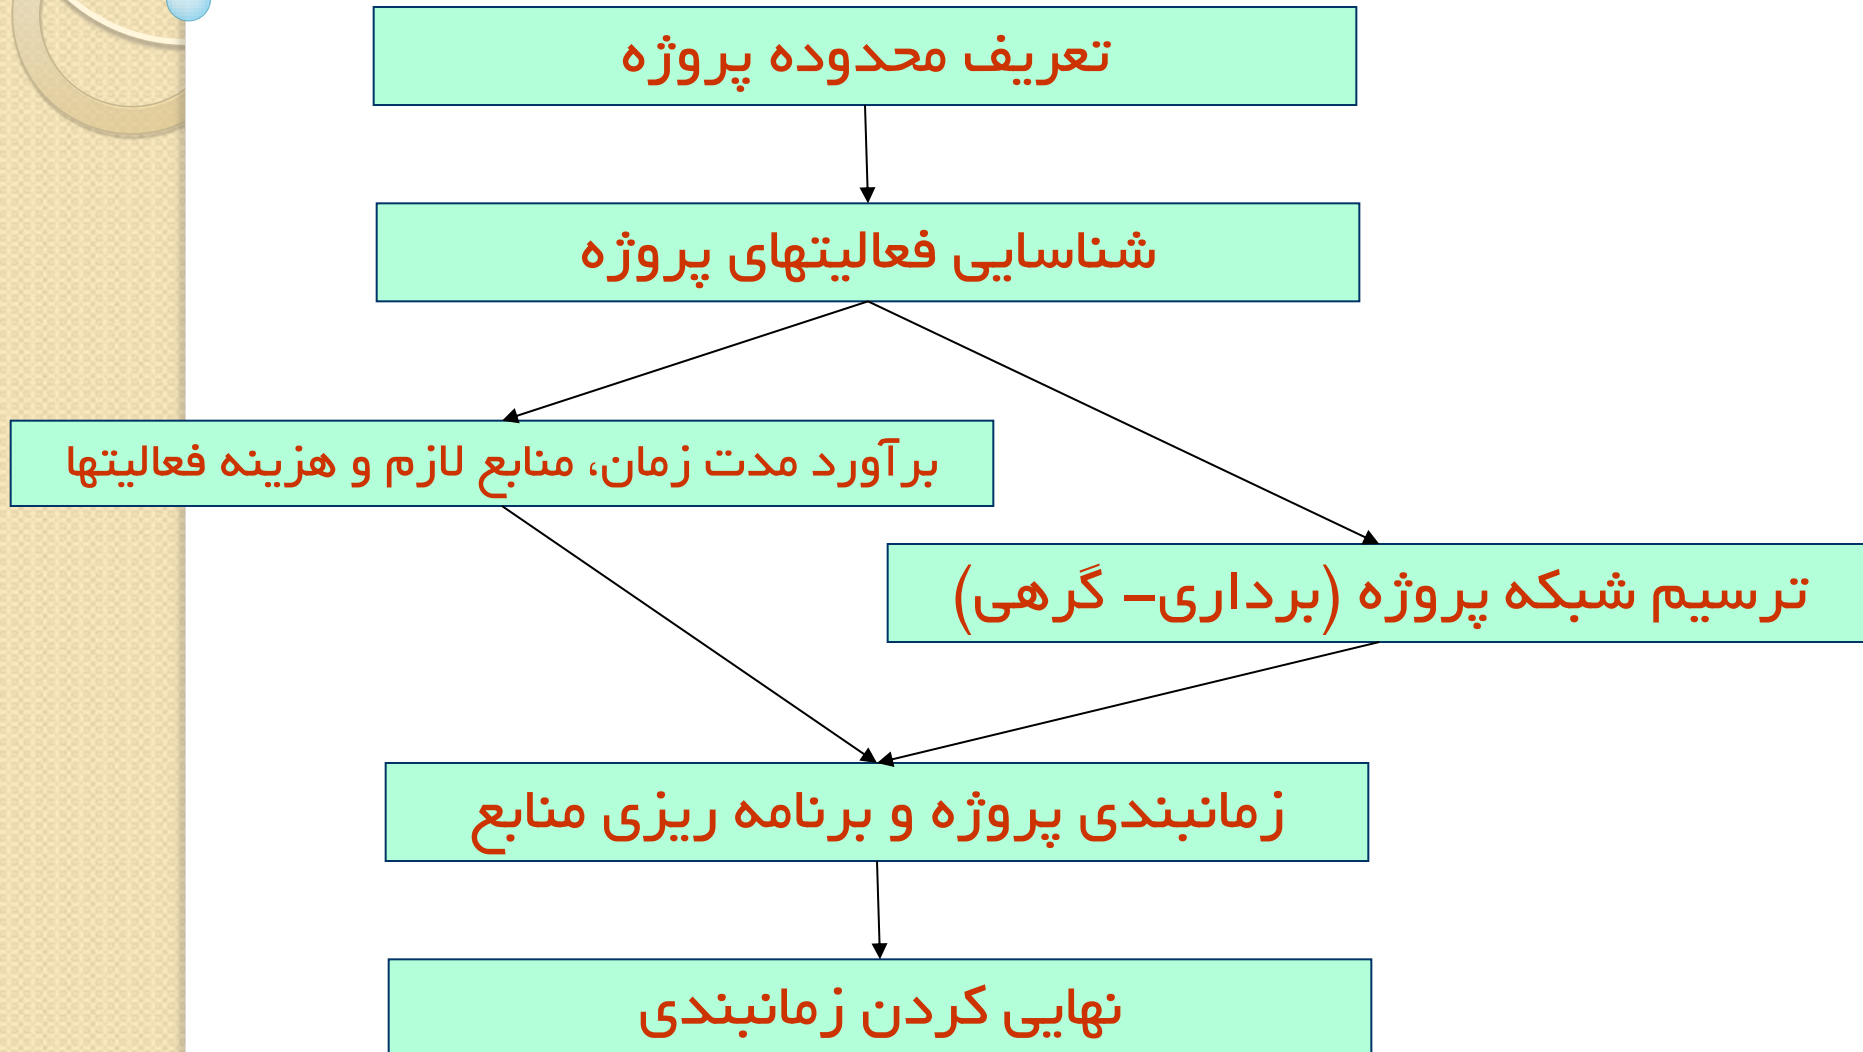 تعریف محدوده پروژه
شناسایی فعالیتهای پروژه
برآورد مدت زمان، منابع لازم و هزینه فعالیتها
ترسیم شبکه پروژه (برداری– گرهی)
زمانبندی پروژه و برنامه ریزی منابع
نهایی کردن زمانبندی